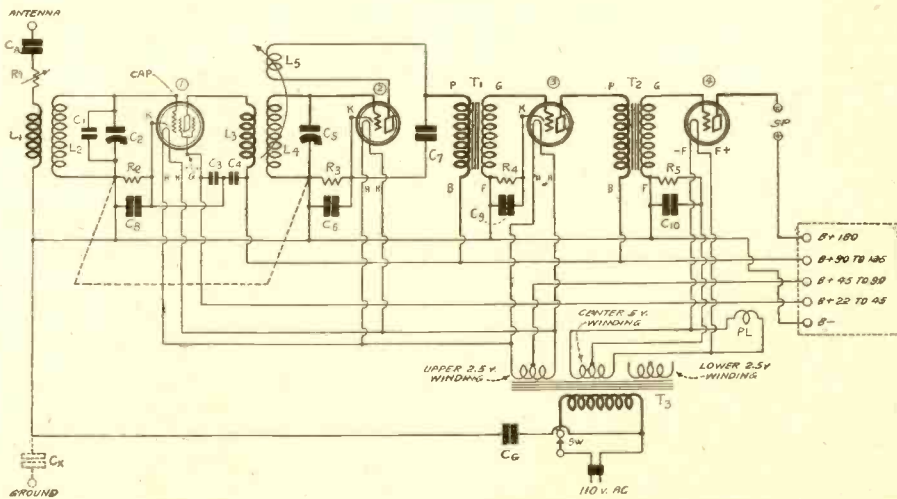 ANTENNA
CA
R1
L1
L2
C1
C2
CAP
①
K
R2
C8
H K G
C3 C4
L3
L5
L4
C5
②
K
R3
C6
H K
C7
P T1 G
B F
③
K
R4
C9
H H
P T2 G
B F
④
-F F+
R5
C10
SP
B+180
B+90 TO 135
B+45 TO 90
B+22 TO 45
B-
CENTER 5 V.
WINDING
PL
UPPER 2.5 V
WINDING
LOWER 2.5 V
WINDING
T3
CG
SW
110 V. AC
CX
GROUND